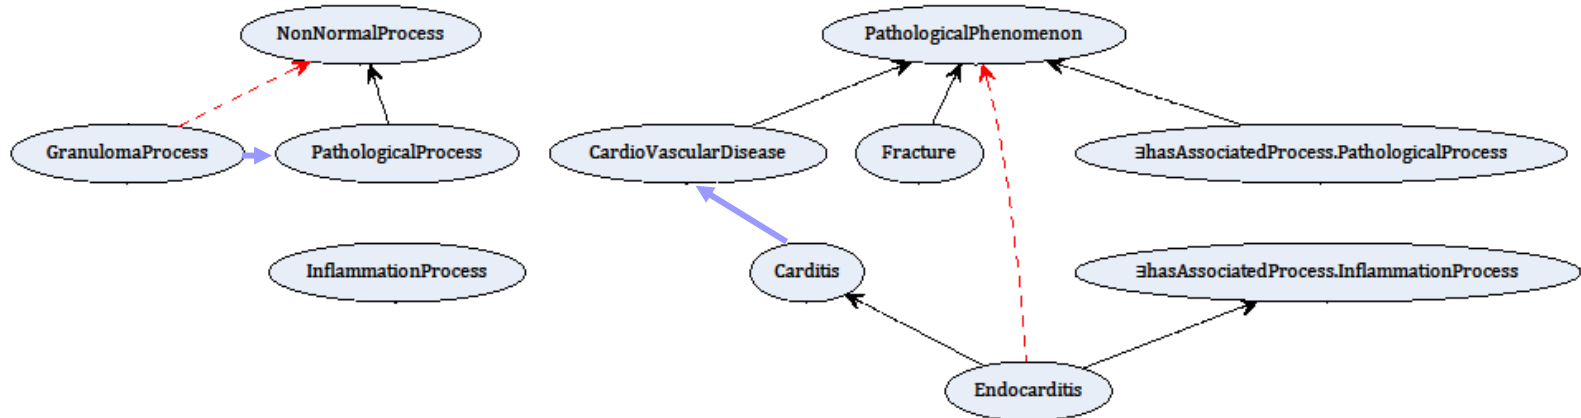 NonNormalProcess
PathologicalPhenomenon
GranulomaProcess
PathologicalProcess
CardioVascularDisease
Fracture
∃hasAssociatedProcess.PathologicalProcess
InflammationProcess
Carditis
∃hasAssociatedProcess.InflammationProcess
Endocarditis